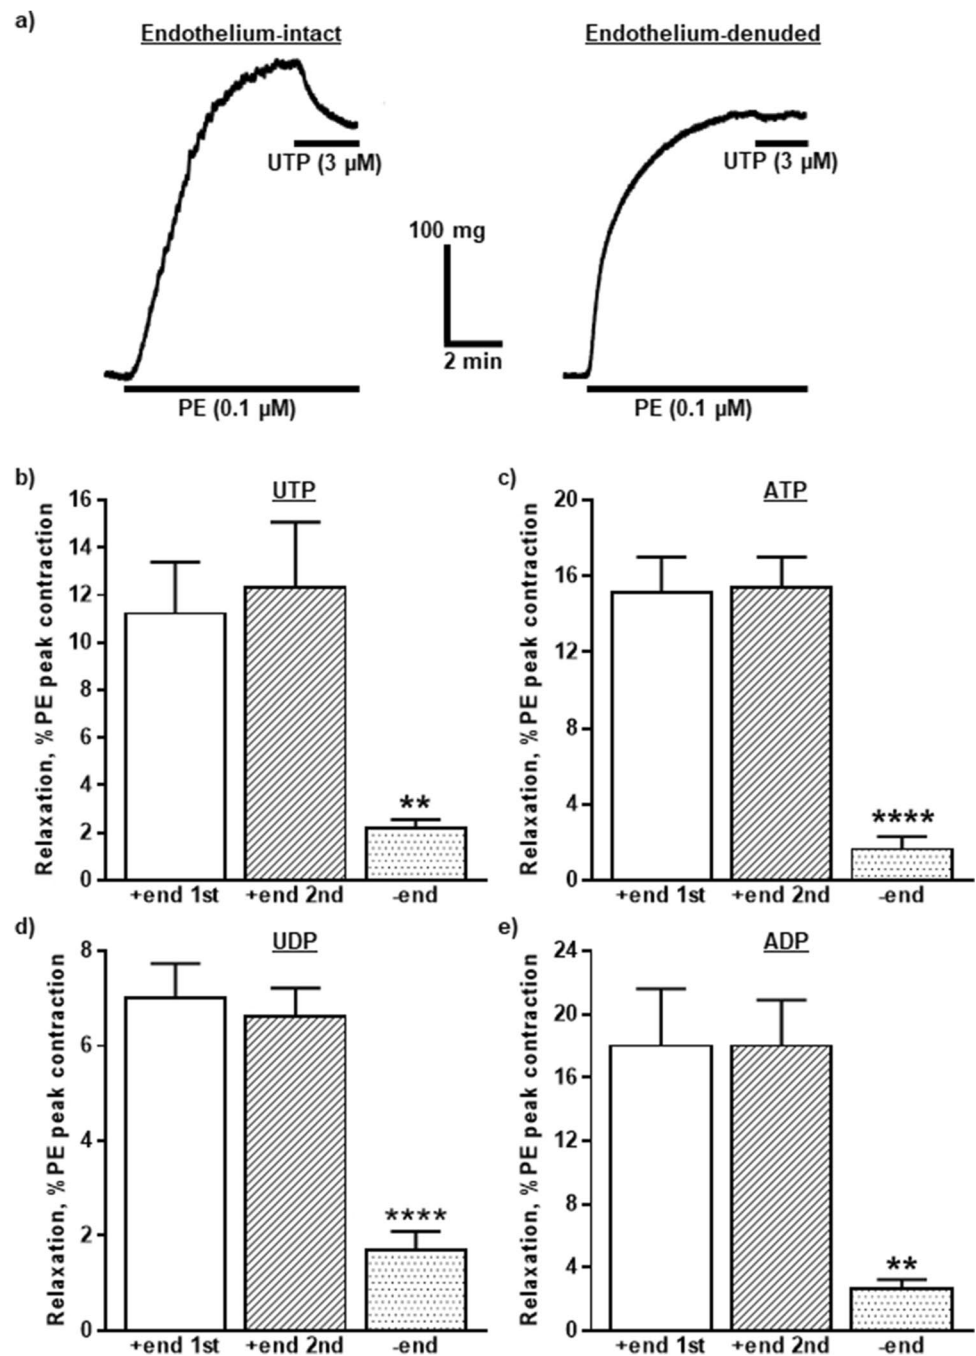 a)
Endothelium-intact
Endothelium-denuded
UTP (3 µM)
UTP (3 µM)
100 mg
2 min
PE (0.1 µM)
PE (0.1 µM)
b)
UTP
Relaxation, %PE peak contraction
16
14
12
10
8
6
4
2
0
**
+end 1st
+end 2nd
-end
c)
ATP
Relaxation, %PE peak contraction
20
16
12
8
4
0
****
+end 1st
+end 2nd
-end
d)
UDP
Relaxation, %PE peak contraction
8
6
4
2
0
****
+end 1st
+end 2nd
-end
e)
ADP
Relaxation, %PE peak contraction
24
20
16
12
8
4
0
**
+end 1st
+end 2nd
-end